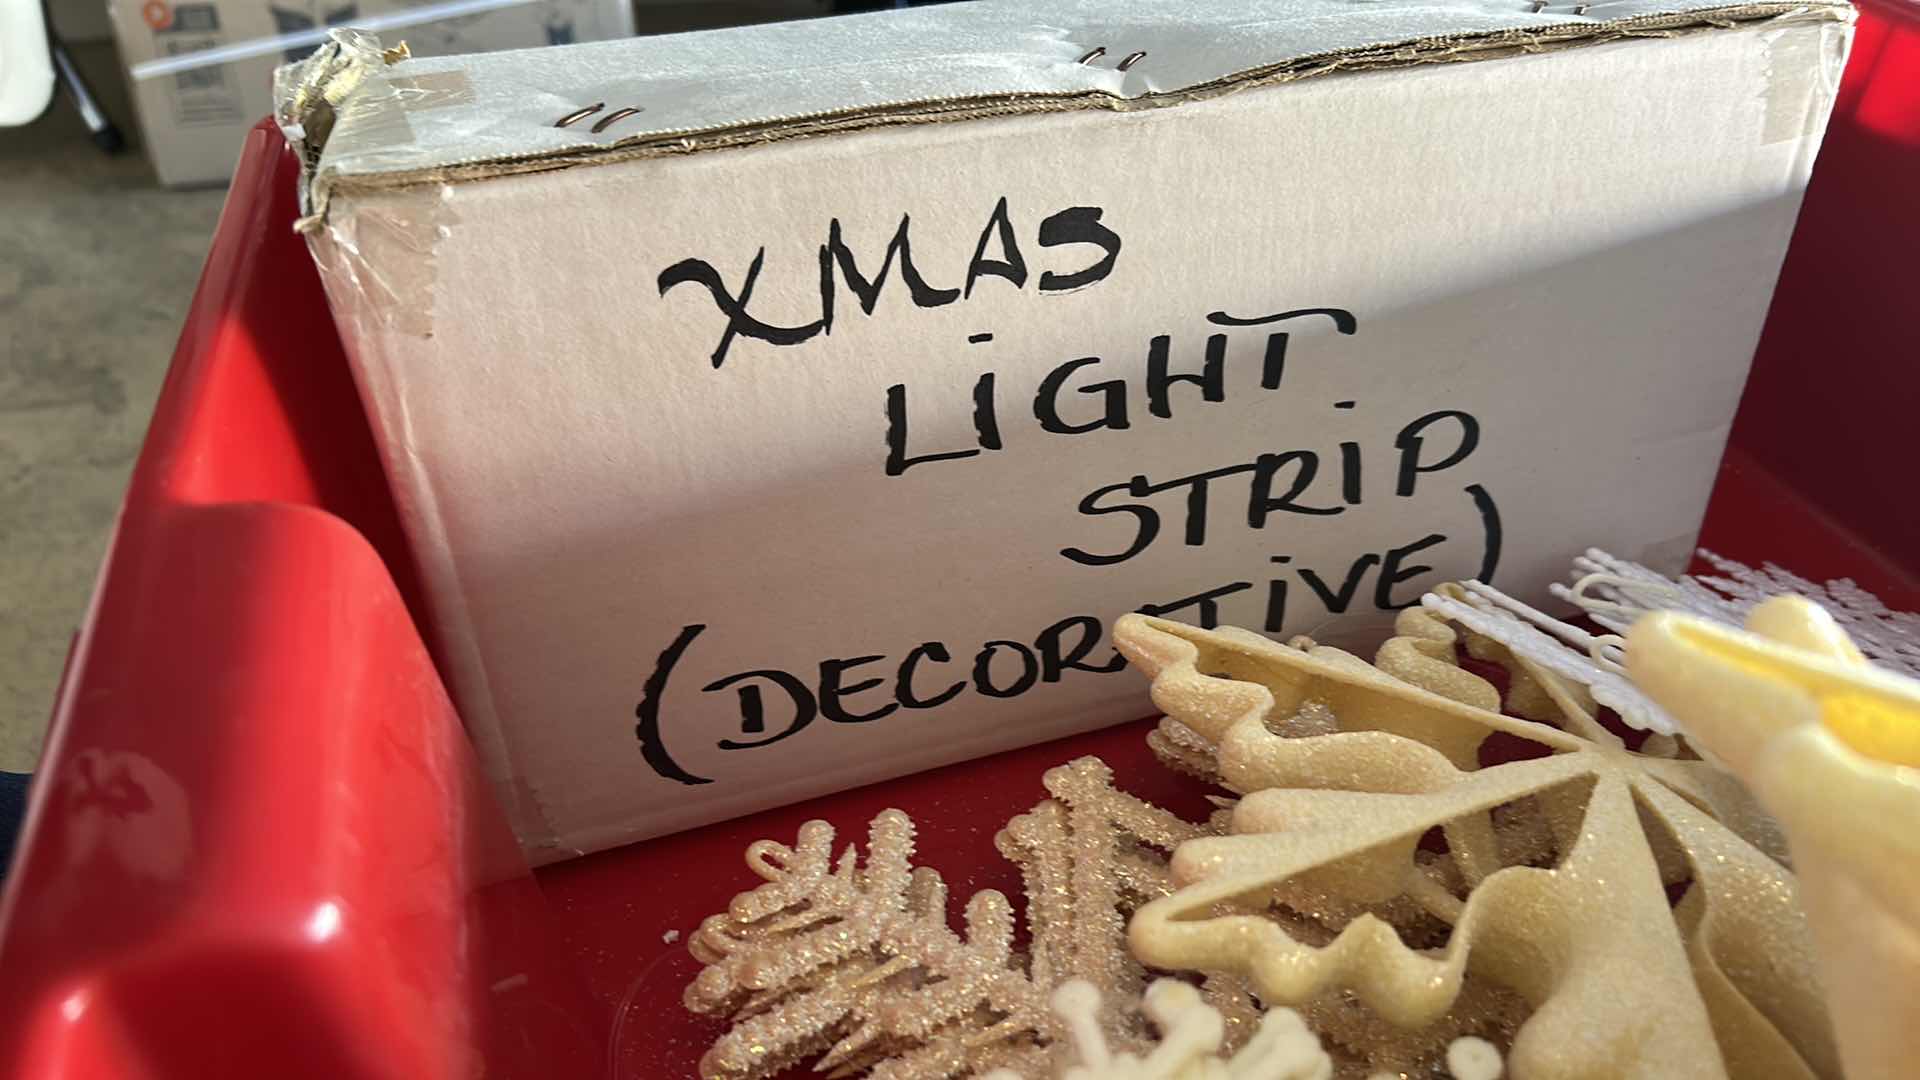 XMAS
LiGHT
STRiP
(DECORATiVE)